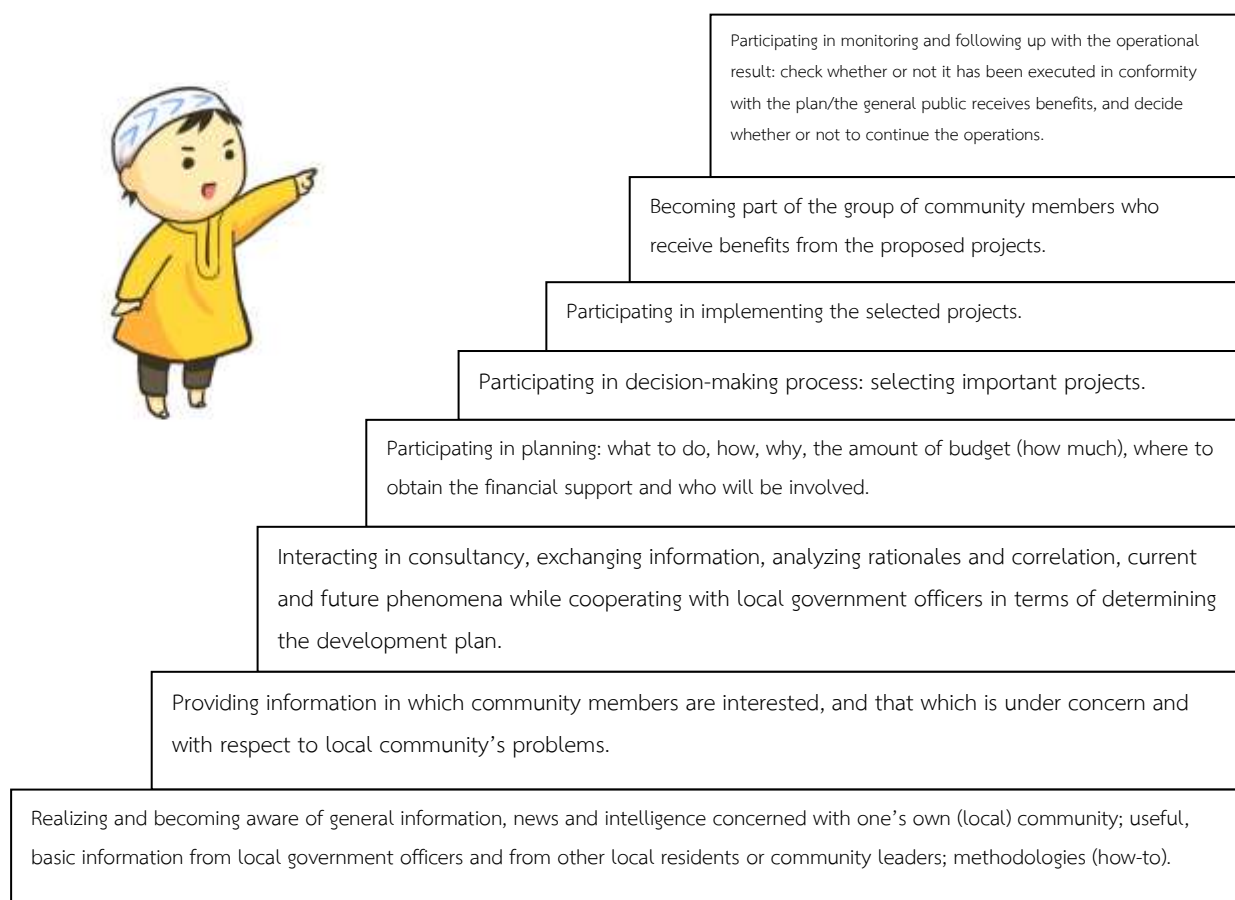 Participating in monitoring and following up with the operational
result: check whether or not it has been executed in conformity
with the plan/the general public receives benefits, and decide
whether or not to continue the operations.
Becoming part of the group of community members who
receive benefits from the proposed projects.
Participating in implementing the selected projects.
Participating in decision-making process: selecting important projects.
Participating in planning: what to do, how, why, the amount of budget (how much), where to
obtain the financial support and who will be involved.
Interacting in consultancy, exchanging information, analyzing rationales and correlation, current
and future phenomena while cooperating with local government officers in terms of determining
the development plan.
Providing information in which community members are interested, and that which is under concern and
with respect to local community’s problems.
Realizing and becoming aware of general information, news and intelligence concerned with one’s own (local) community; useful,
basic information from local government officers and from other local residents or community leaders; methodologies (how-to).